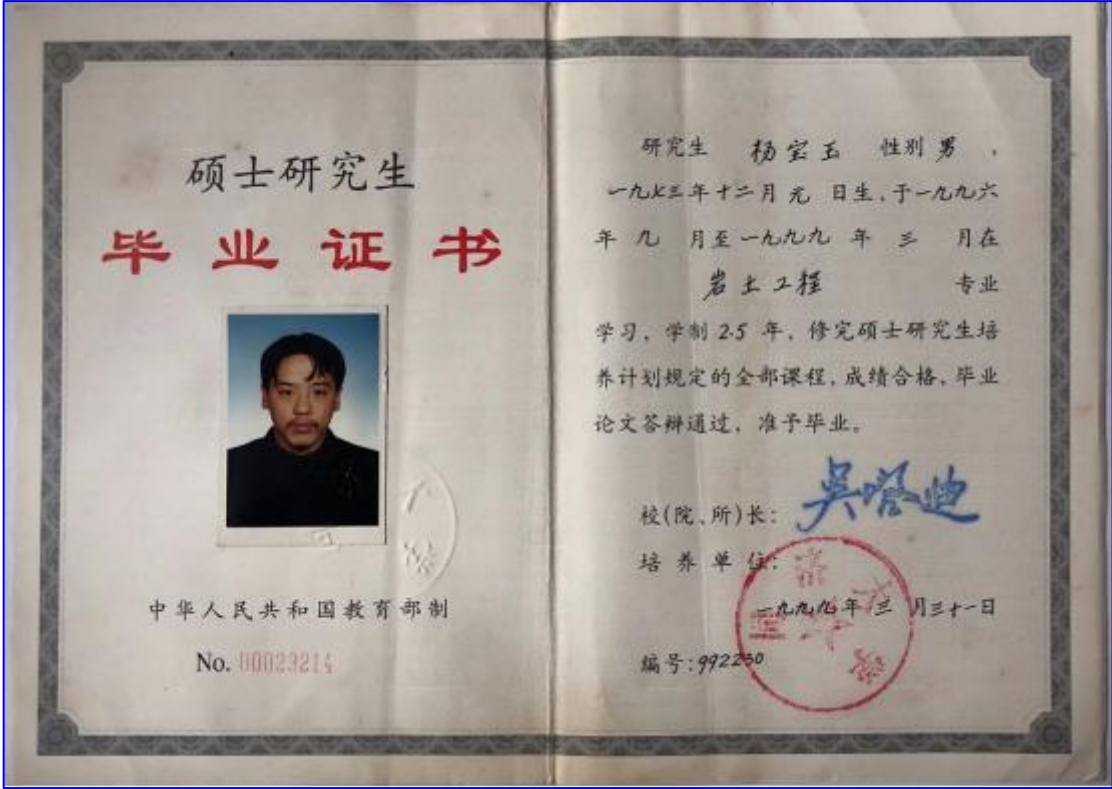 硕士研究生
毕业证书
中华人民共和国教育部制
No. 00023214
研究生 杨宝玉 性别 男 ,
一九七三年十二月 元 日生,于一九九六
年 九 月至一九九九 年 三 月在
岩土工程 专业
学习, 学制 2.5 年, 修完硕士研究生培
养计划规定的全部课程, 成绩合格, 毕业
论文答辩通过, 准予毕业。
校(院、所)长: 吴启迪
培养单位:
一九九九年三月三十一日
编号:992230